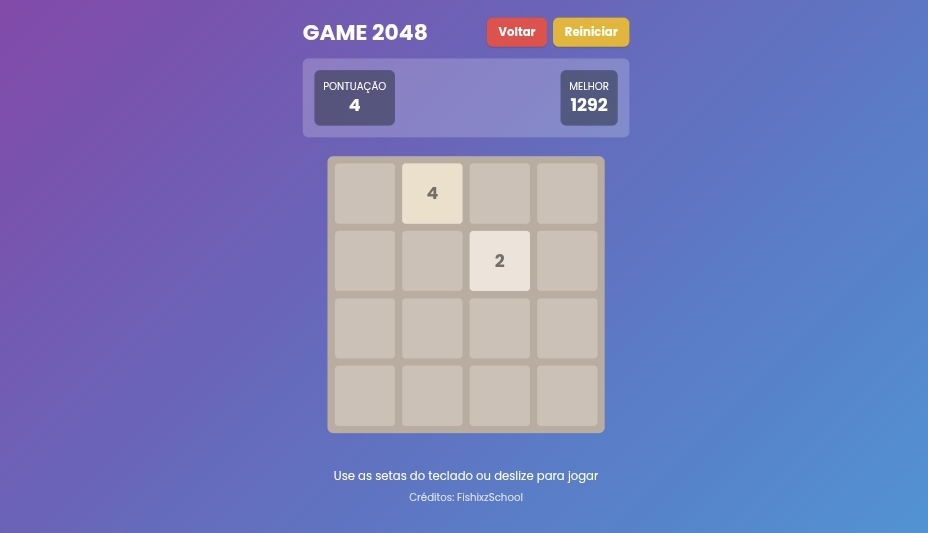 GAME 2048
Voltar
Reiniciar
PONTUAÇÃO
4
MELHOR
1292
4
2
Use as setas do teclado ou deslize para jogar
Créditos: FishixzSchool